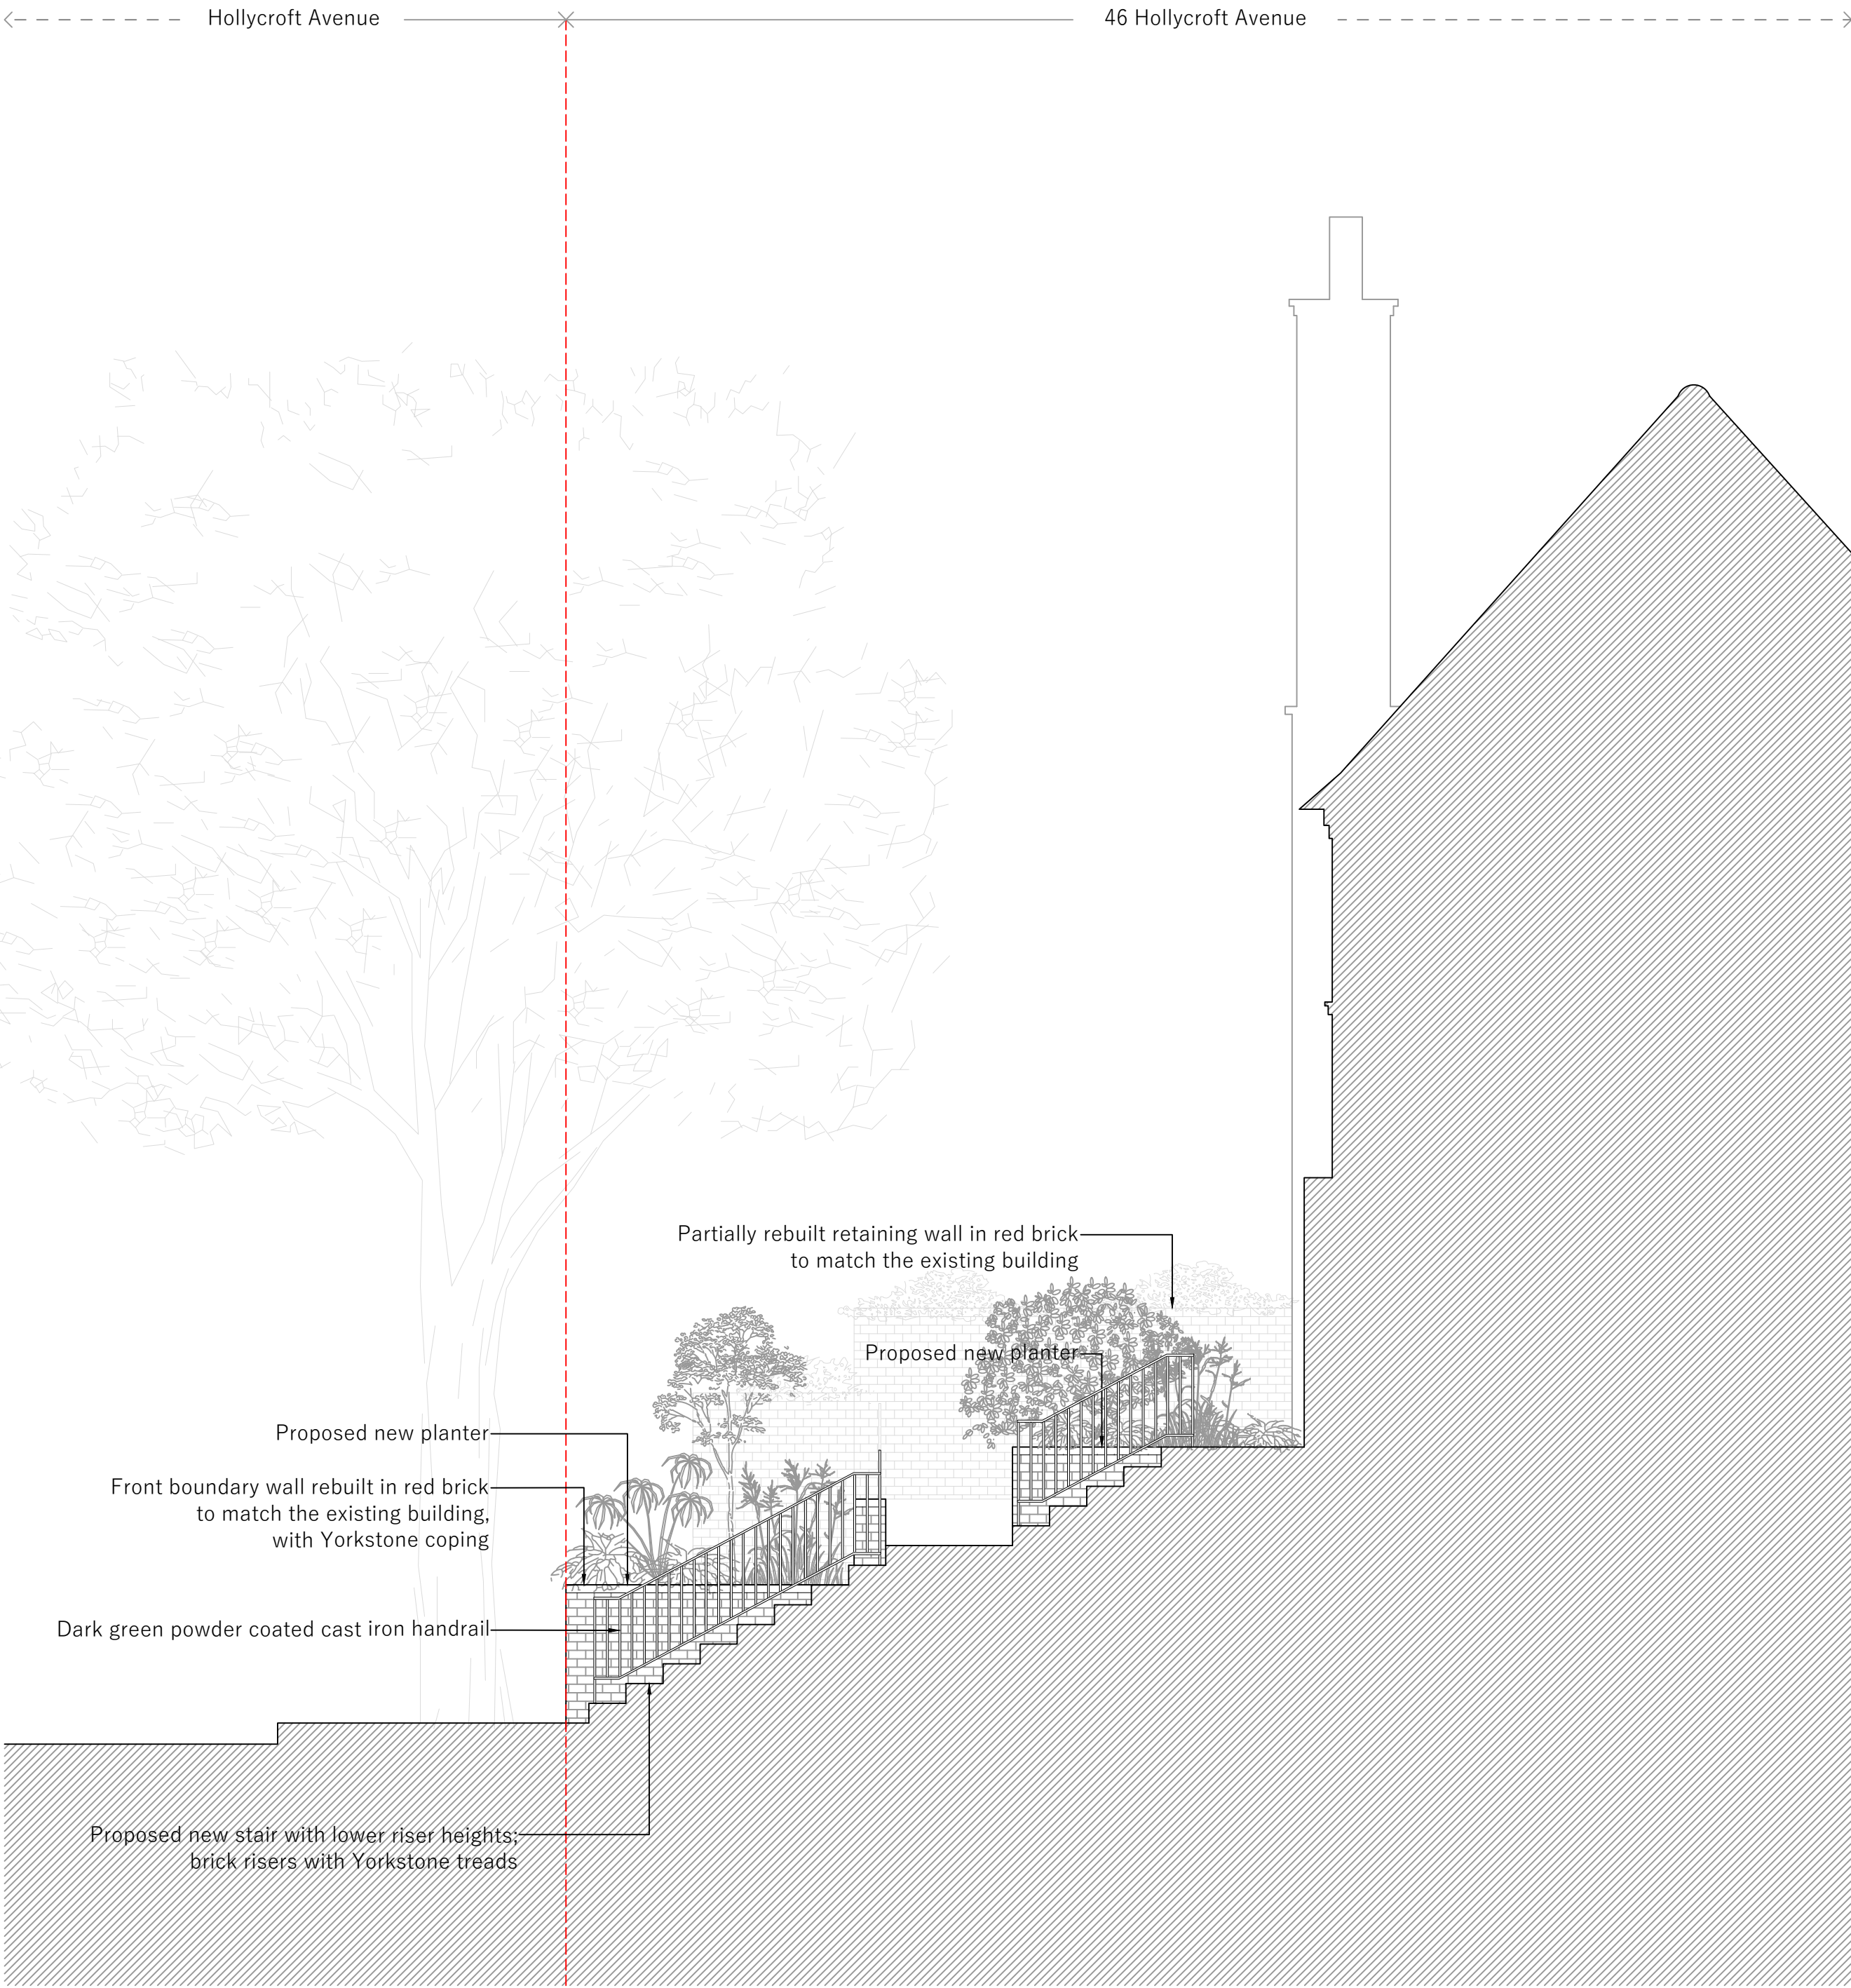 Hollycroft Avenue
46 Hollycroft Avenue
Partially rebuilt retaining wall in red brick
to match the existing building
Proposed new planter
Proposed new planter
Front boundary wall rebuilt in red brick
to match the existing building,
with Yorkstone coping
Dark green powder coated cast iron handrail
Proposed new stair with lower riser heights;
brick risers with Yorkstone treads